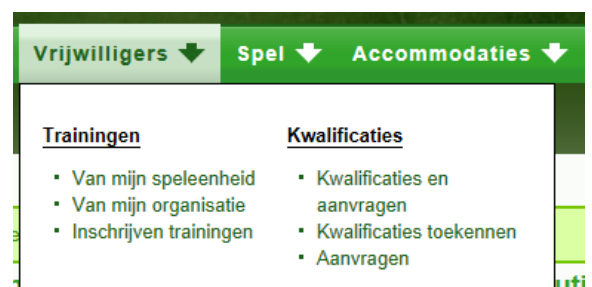 Vrijwilligers Spel Accommodaties
Trainingen
Van mijn speleenheid
Van mijn organisatie
Inschrijven trainingen
Kwalificaties
Kwalificaties en
aanvragen
Kwalificaties toekennen
Aanvragen